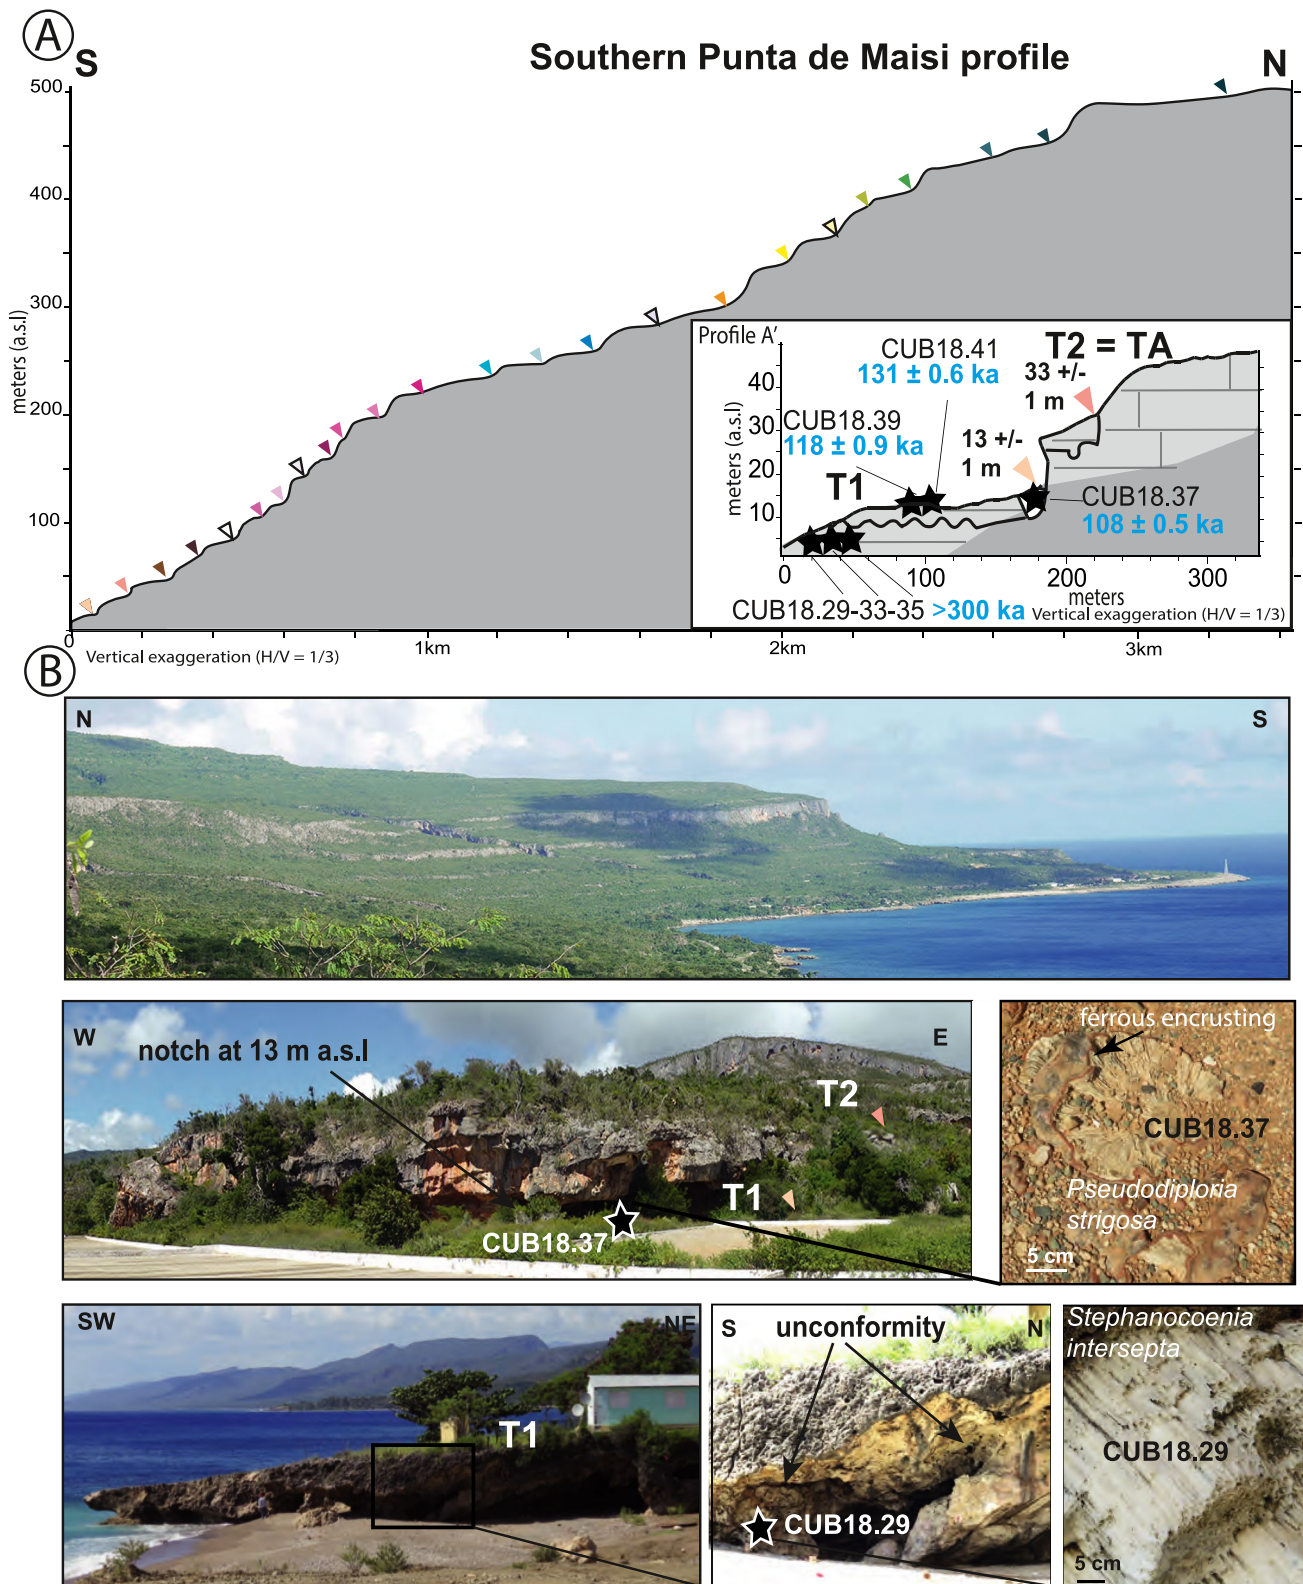 A
S
Southern Punta de Maisi profile
N
500
400
300
200
100
0
meters (a.s.l)
1km
2km
3km
Vertical exaggeration (H/V = 1/3)
Profile A'
CUB18.41
131 ± 0.6 ka
T2 = TA
33 +/-
1 m
CUB18.39
118 ± 0.9 ka
13 +/-
1 m
T1
CUB18.37
108 ± 0.5 ka
40
30
20
10
meters (a.s.l)
0
100
200
300
meters
CUB18.29-33-35 >300 ka
Vertical exaggeration (H/V = 1/3)
B
N
S
W
E
notch at 13 m a.s.l
T2
T1
CUB18.37
ferrous encrusting
CUB18.37
Pseudodiploria
strigosa
5 cm
SW
NE
T1
S
N
unconformity
CUB18.29
Stephanocoenia
intersepta
CUB18.29
5 cm